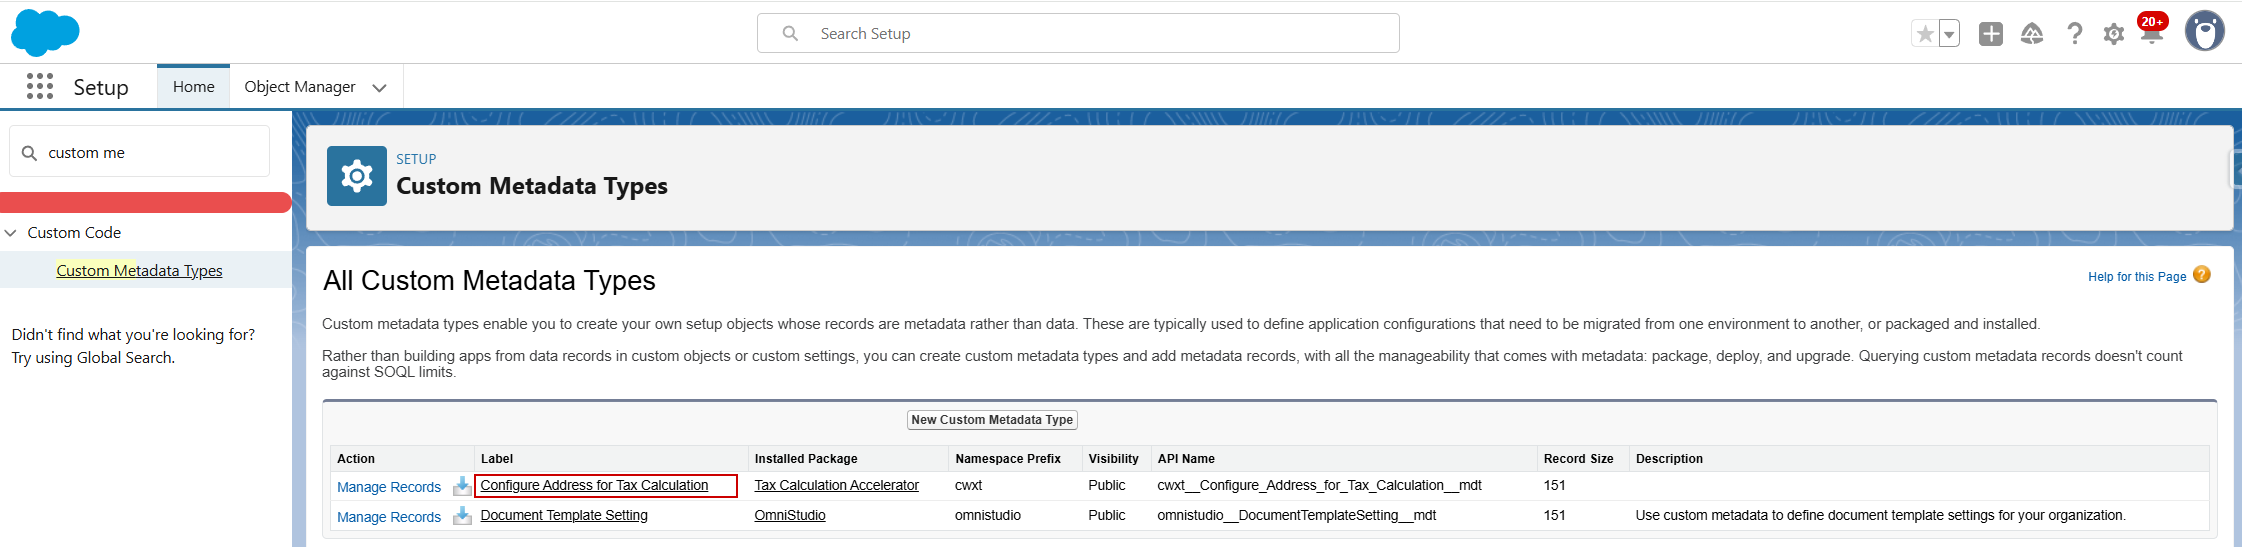 Search Setup
20+
Setup
Home
Object Manager
custom me
Custom Code
Custom Metadata Types
Didn't find what you're looking for?
Try using Global Search.
SETUP
Custom Metadata Types
All Custom Metadata Types
Help for this Page ?
Custom metadata types enable you to create your own setup objects whose records are metadata rather than data. These are typically used to define application configurations that need to be migrated from one environment to another, or packaged and installed.
Rather than building apps from data records in custom objects or custom settings, you can create custom metadata types and add metadata records, with all the manageability that comes with metadata: package, deploy, and upgrade. Querying custom metadata records doesn't count
against SOQL limits.
New Custom Metadata Type
Action Label Installed Package Namespace Prefix Visibility API Name Record Size Description
Manage Records Configure Address for Tax Calculation Tax Calculation Accelerator cwxt Public cwxt__Configure_Address_for_Tax_Calculation__mdt 151
Manage Records Document Template Setting OmniStudio omnistudio Public omnistudio__DocumentTemplateSetting__mdt 151 Use custom metadata to define document template settings for your organization.